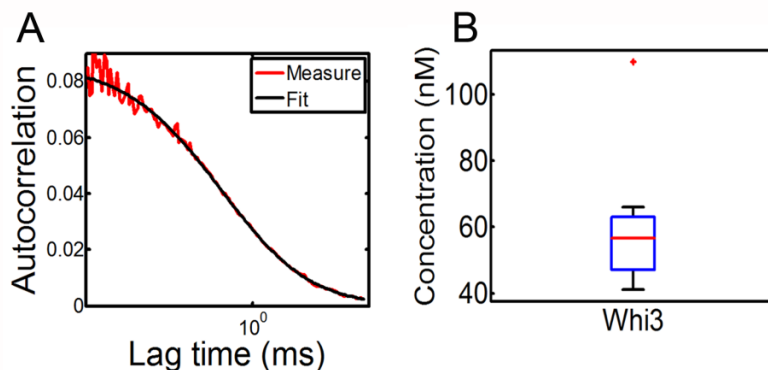 A
Autocorrelation
0.08
0.06
0.04
0.02
0
Measure
Fit
10^0
Lag time (ms)
B
Concentration (nM)
100
80
60
40
Whi3